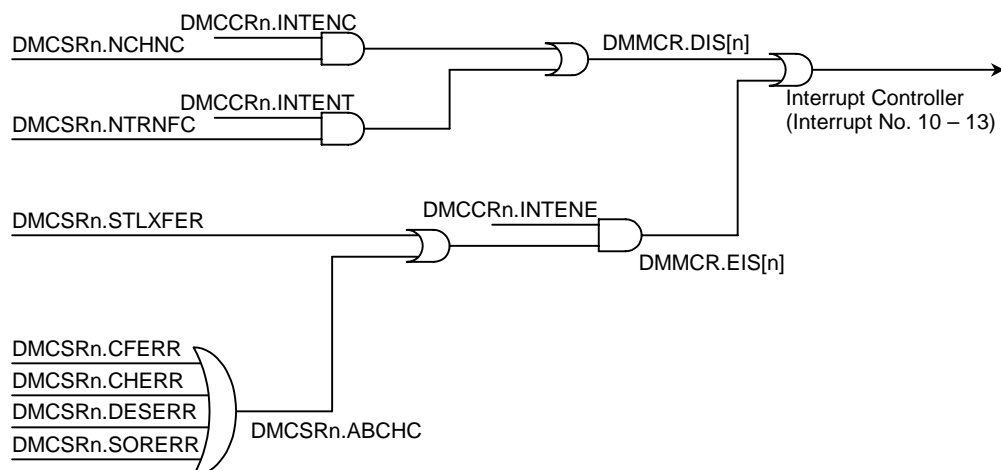 DMCCRn.INTENC
DMCSRn.NCHNC
DMMCR.DIS[n]
DMCCRn.INTENT
DMCSRn.NTRNFC
Interrupt Controller
(Interrupt No. 10 – 13)
DMCSRn.STLXFER
DMCCRn.INTENE
DMMCR.EIS[n]
DMCSRn.CFERR
DMCSRn.CHERR
DMCSRn.DESERR
DMCSRn.SORERR
DMCSRn.ABCHC